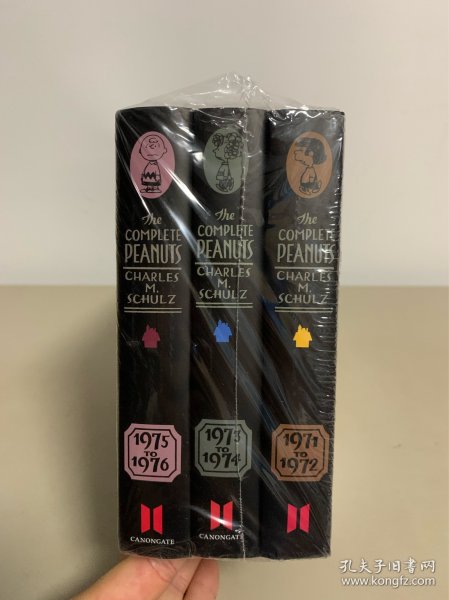 The
COMPLETE
PEANUTS
CHARLES
M.
SCHULZ
1975
TO
1976
CANONGATE
The
COMPLETE
PEANUTS
CHARLES
M.
SCHULZ
1973
TO
1974
CANONGATE
The
COMPLETE
PEANUTS
CHARLES
M.
SCHULZ
1971
TO
1972
孔夫子旧书网
www.kongfz.com